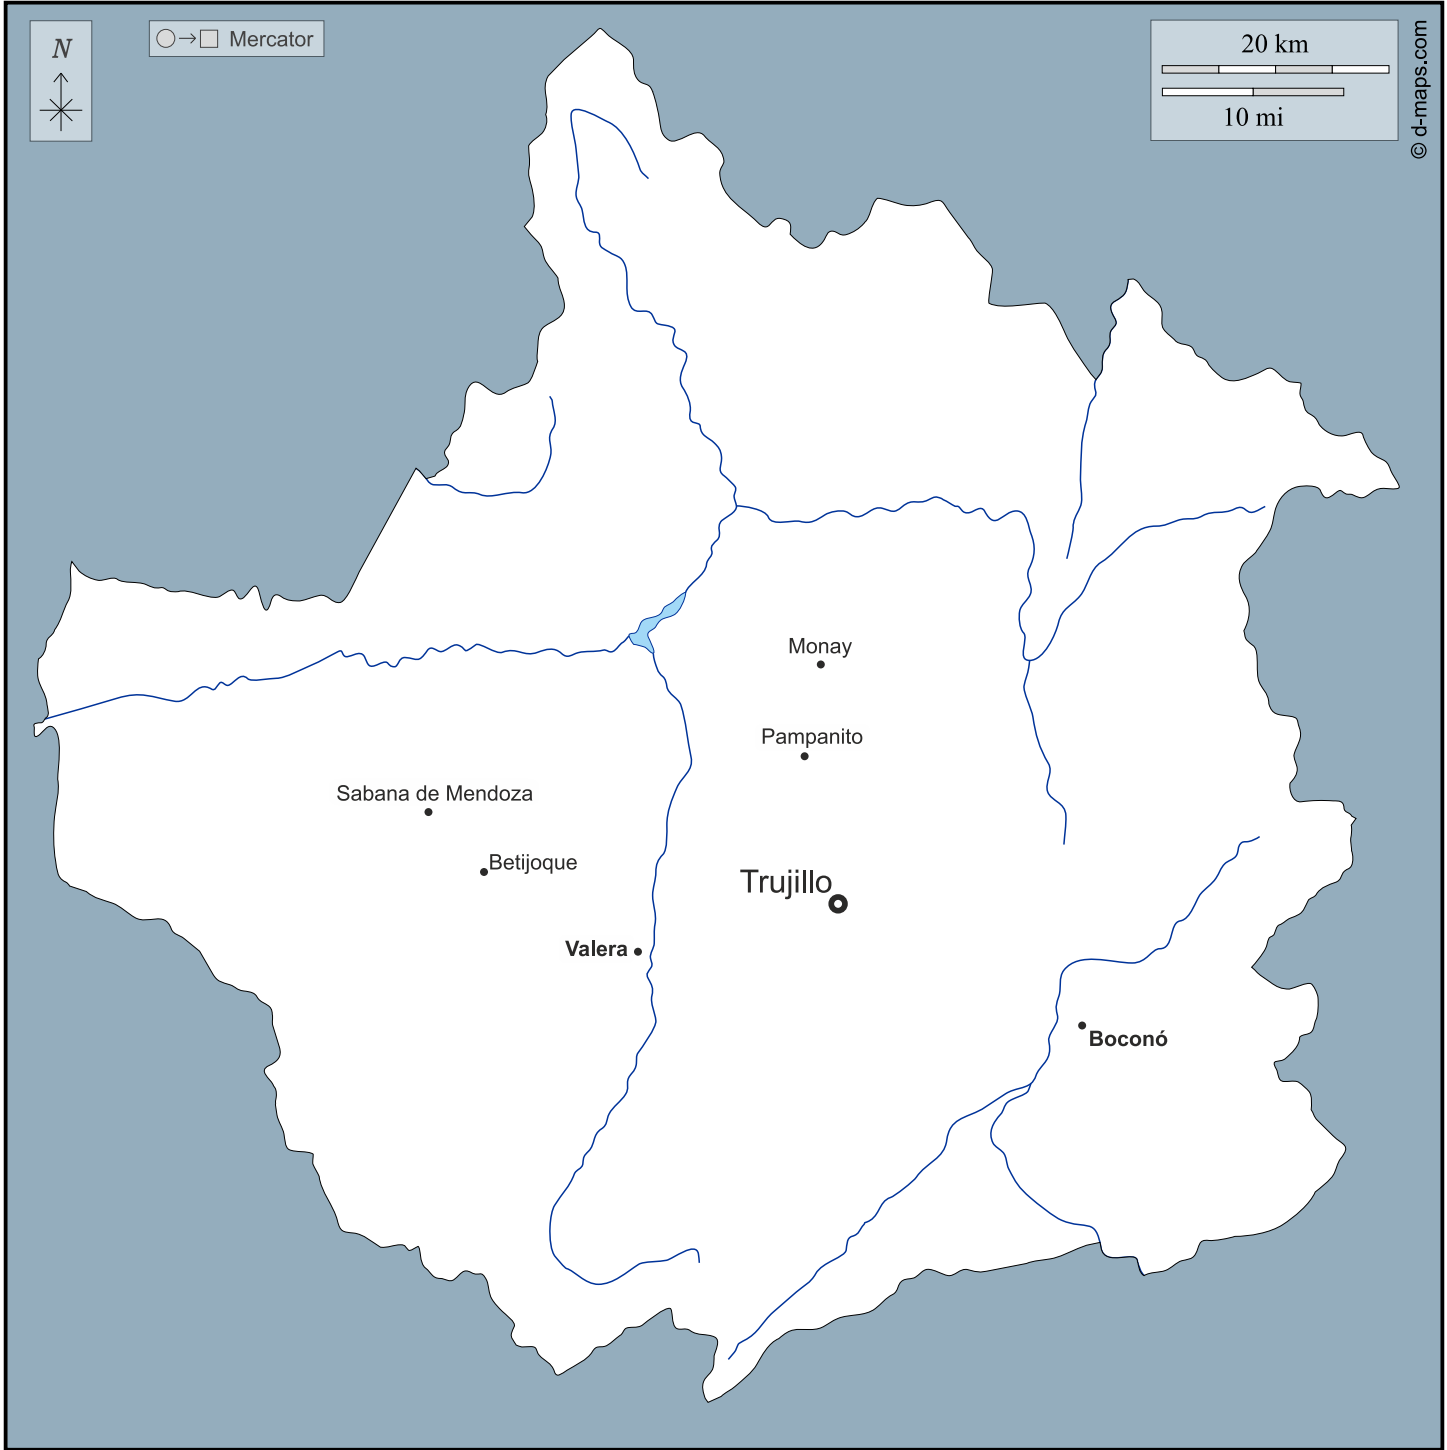 N
Mercator
20 km
10 mi
© d-maps.com
Monay
Pampanito
Sabana de Mendoza
Betijoque
Trujillo
Valera
Boconó